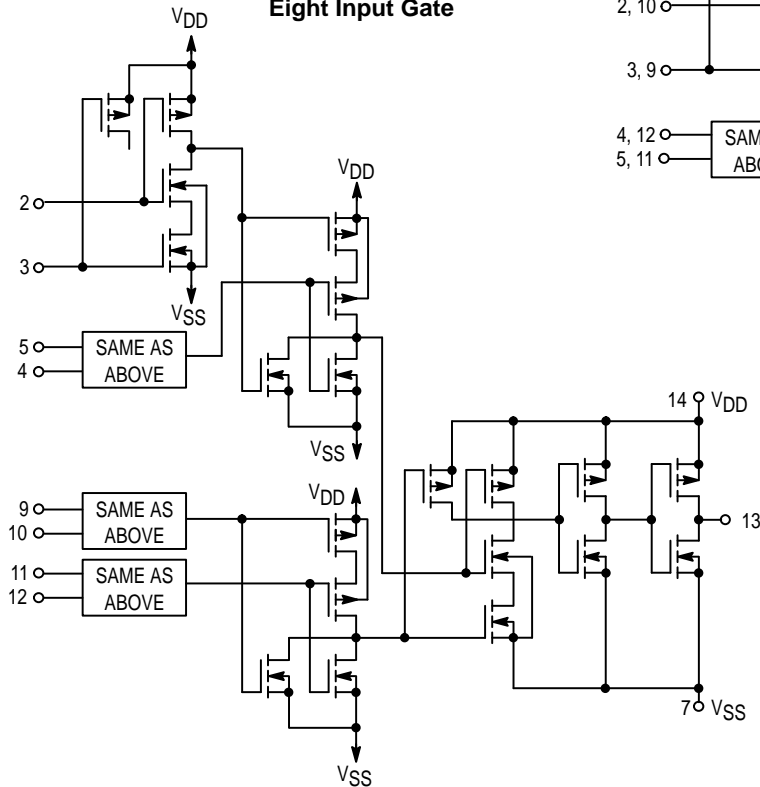 Eight Input Gate
VDD
2
3
VSS
5
4
SAME AS
ABOVE
VDD
VSS
9
10
SAME AS
ABOVE
11
12
SAME AS
ABOVE
VDD
VSS
14 VDD
13
7 VSS
2, 10
3, 9
4, 12
5, 11
SAM
ABO